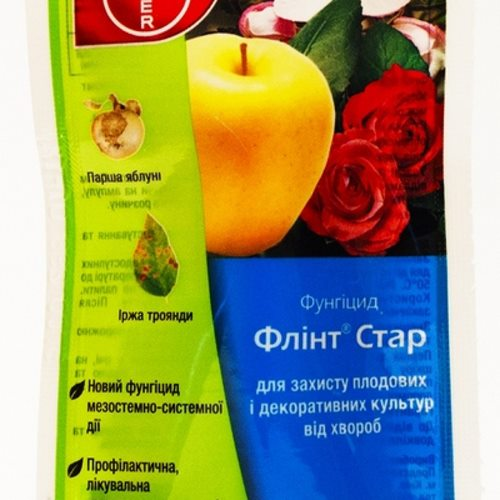 ER
Парша яблуні
Іржа троянди
Новий фунгіцид
мезостемно-системної
дії
Профілактична,
лікувальна
Фунгіцид
Флінт® Стар
для захисту плодових
і декоративних культур
від хвороб